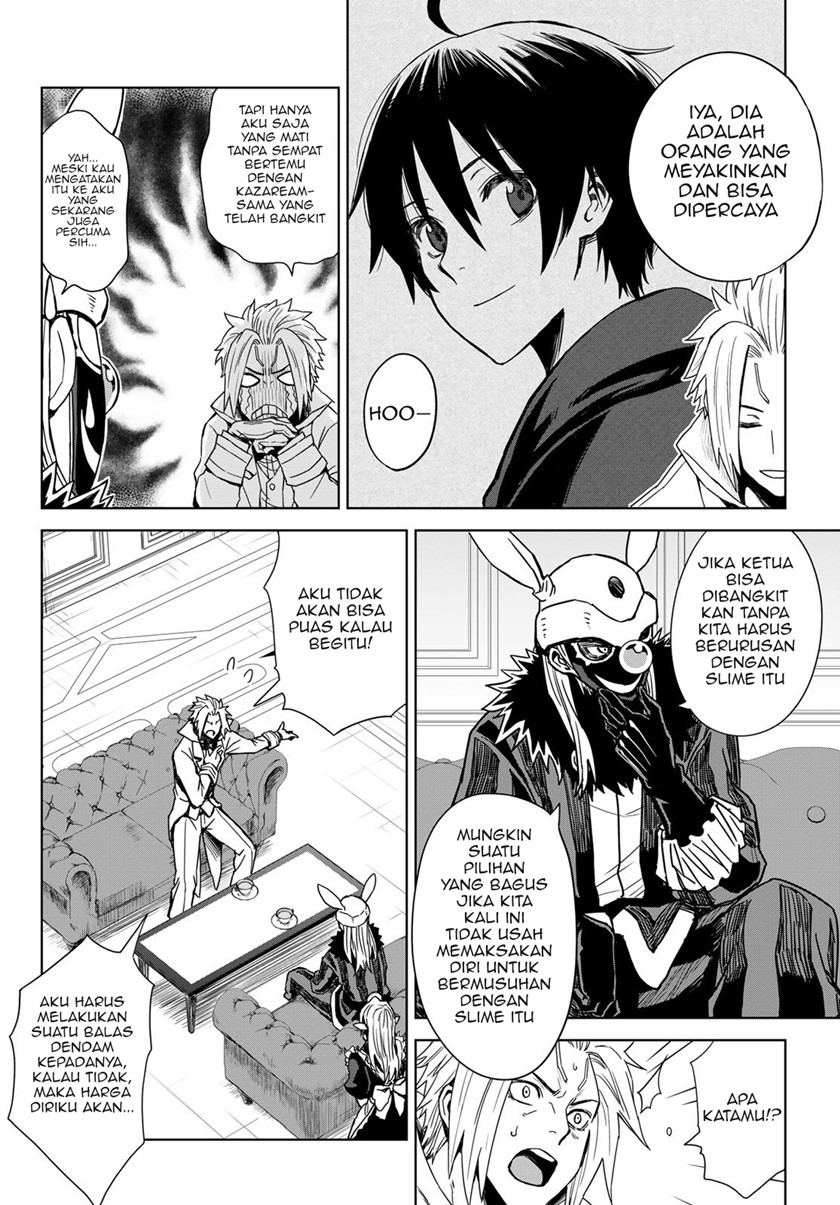 IYA, DIA
ADALAH
ORANG YANG
MEYAKINKAN
DAN BISA
DIPERCAYA
HOO—
TAPI HANYA
AKU SAJA
YANG MATI
TANPA SEMPAT
BERTEMU
DENGAN
KAZAREAM-
SAMA YANG
TELAH BANGKIT
YAH...
MESKI KAU
MENGATAKAN
ITU KE AKU
YANG
SEKARANG
JUGA
PERCUMA
SIH...
JIKA KETUA
BISA
DIBANGKIT
KAN TANPA
KITA HARUS
BERURUSAN
DENGAN
SLIME ITU
MUNGKIN
SUATU
PILIHAN
YANG BAGUS
JIKA KITA
KALI INI
TIDAK USAH
MEMAKSAKAN
DIRI UNTUK
BERMUSUHAN
DENGAN
SLIME ITU
AKU TIDAK
AKAN BISA
PUAS KALAU
BEGITU!
AKU HARUS
MELAKUKAN
SUATU BALAS
DENDAM
KEPADANYA,
KALAU TIDAK,
MAKA HARGA
DIRIKU AKAN...
APA
KATAMU!?